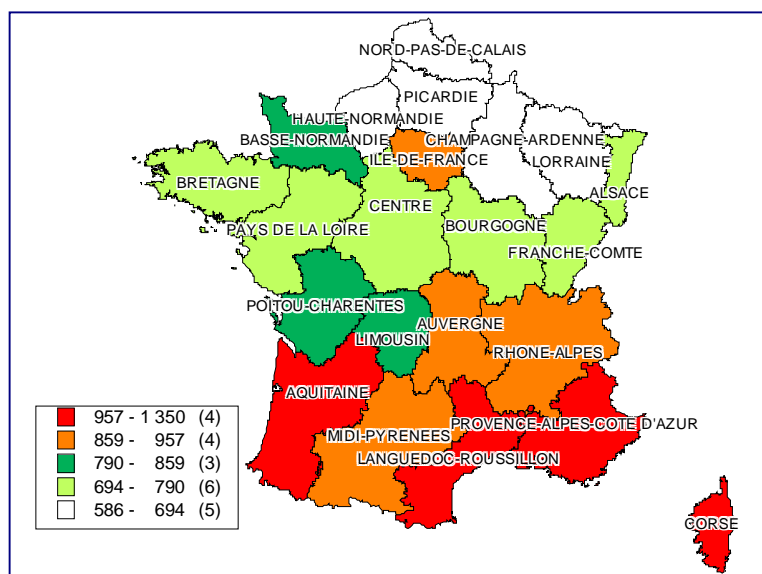 NORD-PAS-DE-CALAIS
PICARDIE
HAUTE-NORMANDIE
BASSE-NORMANDIE
CHAMPAGNE-ARDENNE
ILE-DE-FRANCE
LORRAINE
ALSACE
BRETAGNE
CENTRE
PAYS DE LA LOIRE
BOURGOGNE
FRANCHE-COMTE
POITOU-CHARENTES
AUVERGNE
LIMOUSIN
RHONE-ALPES
AQUITAINE
PROVENCE-ALPES-COTE D'AZUR
MIDI-PYRENEES
LANGUEDOC-ROUSSILLON
CORSE
957 - 1 350 (4)
859 - 957 (4)
790 - 859 (3)
694 - 790 (6)
586 - 694 (5)